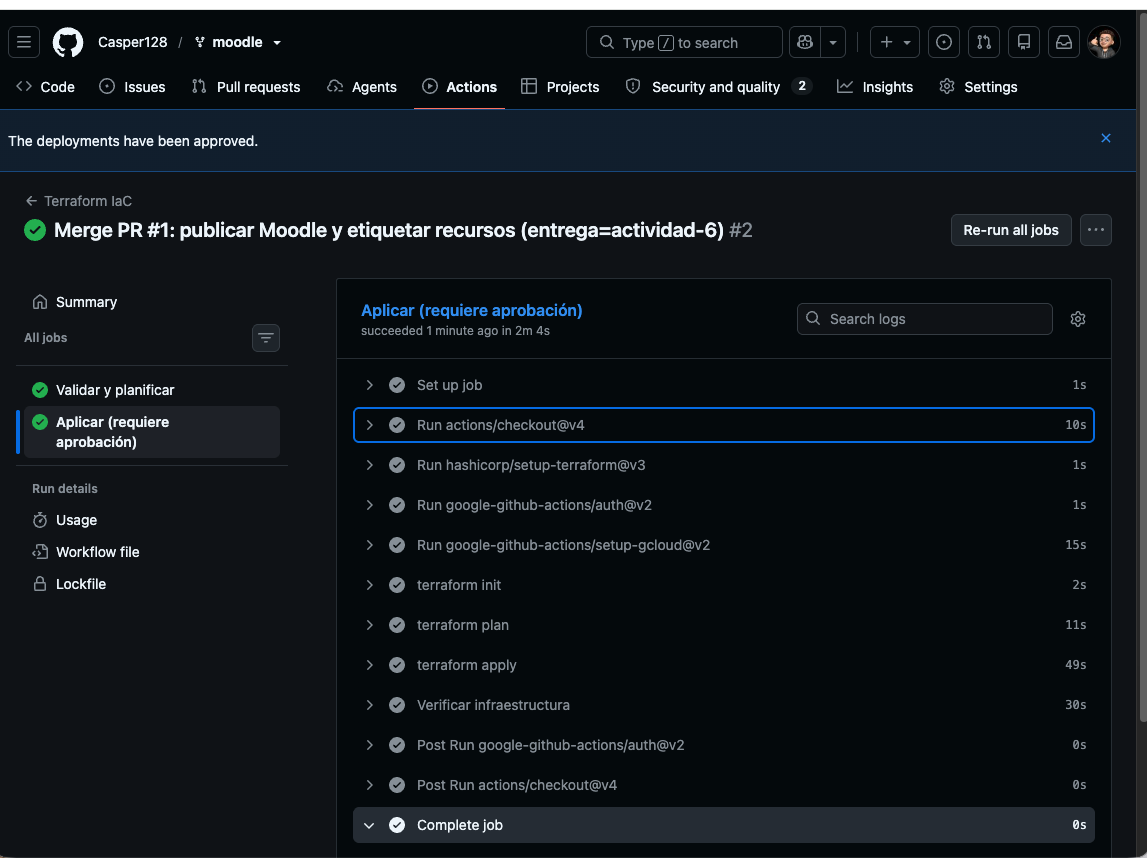 Casper128 / moodle
Type / to search
Code
Issues
Pull requests
Agents
Actions
Projects
Security and quality 2
Insights
Settings
The deployments have been approved.
Terraform IaC
Merge PR #1: publicar Moodle y etiquetar recursos (entrega=actividad-6) #2
Re-run all jobs
Summary
All jobs
Validar y planificar
Aplicar (requiere
aprobación)
Run details
Usage
Workflow file
Lockfile
Aplicar (requiere aprobación)
succeeded 1 minute ago in 2m 4s
Search logs
Set up job 1s
Run actions/checkout@v4 10s
Run hashicorp/setup-terraform@v3 1s
Run google-github-actions/auth@v2 1s
Run google-github-actions/setup-gcloud@v2 15s
terraform init 2s
terraform plan 11s
terraform apply 49s
Verificar infraestructura 30s
Post Run google-github-actions/auth@v2 0s
Post Run actions/checkout@v4 0s
Complete job 0s